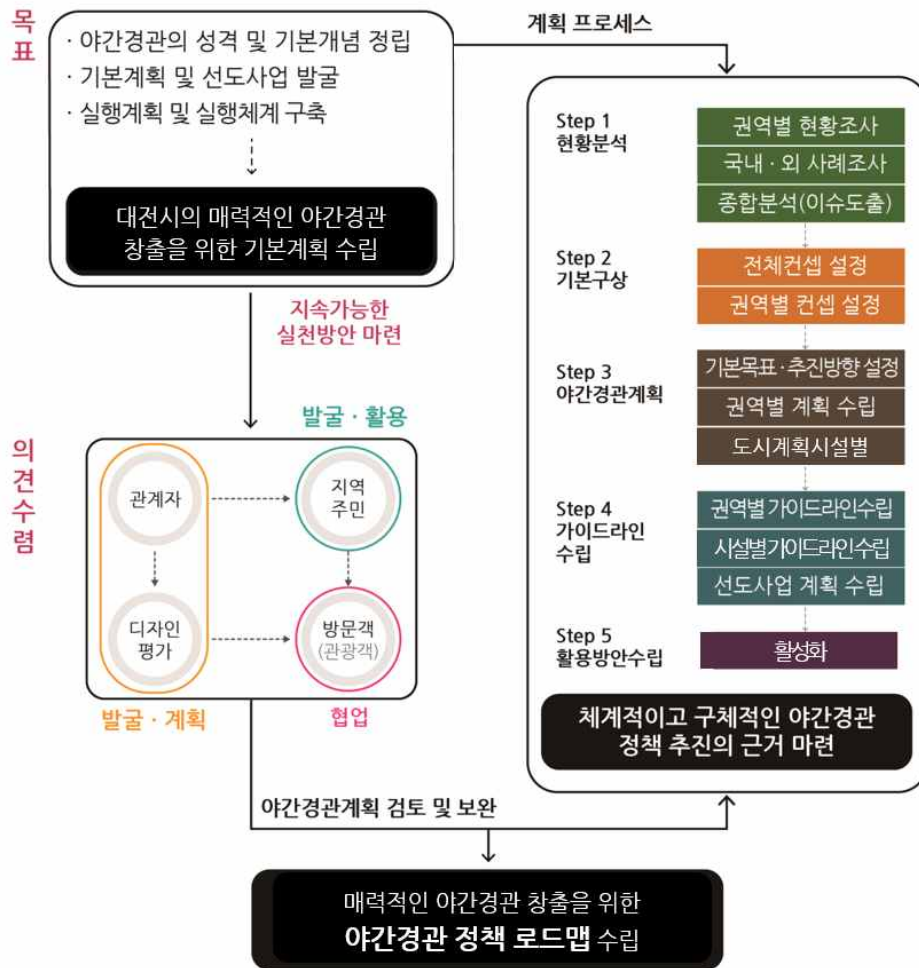 목표
· 야간경관의 성격 및 기본개념 정립
· 기본계획 및 선도사업 발굴
· 실행계획 및 실행체계 구축
대전시의 매력적인 야간경관
창출을 위한 기본계획 수립
지속가능한
실천방안 마련
의견수렴
발굴 · 활용
관계자
지역
주민
디자인
평가
방문객
(관광객)
발굴 · 계획
협업
계획 프로세스
Step 1
현황분석
권역별 현황조사
국내 · 외 사례조사
종합분석(이슈도출)
Step 2
기본구상
전체컨셉 설정
권역별 컨셉 설정
Step 3
야간경관계획
기본목표·추진방향 설정
권역별 계획 수립
도시계획시설별
Step 4
가이드라인
수립
권역별가이드라인수립
시설별가이드라인수립
선도사업 계획 수립
Step 5
활용방안수립
활성화
체계적이고 구체적인 야간경관
정책 추진의 근거 마련
야간경관계획 검토 및 보완
매력적인 야간경관 창출을 위한
야간경관 정책 로드맵 수립